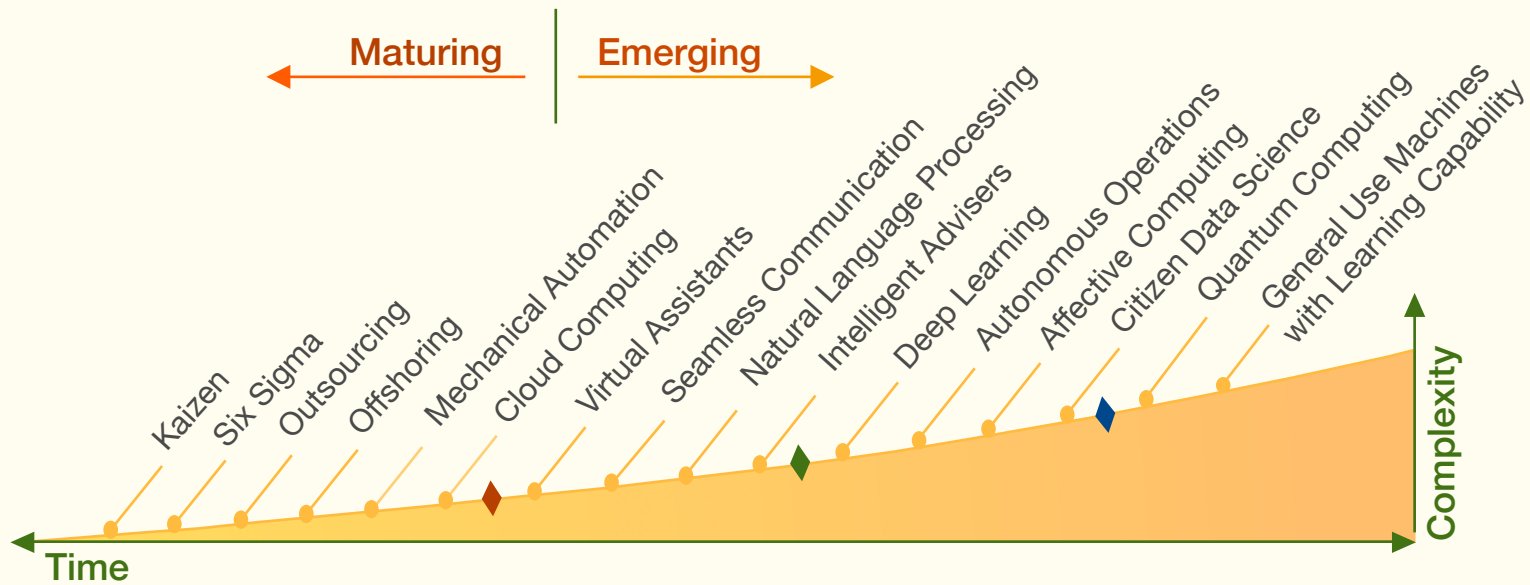 Maturing
Emerging
Kaizen
Six Sigma
Outsourcing
Offshoring
Mechanical Automation
Cloud Computing
Virtual Assistants
Seamless Communication
Natural Language Processing
Intelligent Advisers
Deep Learning
Autonomous Operations
Affective Computing
Citizen Data Science
Quantum Computing
General Use Machines
with Learning Capability
Complexity
Time